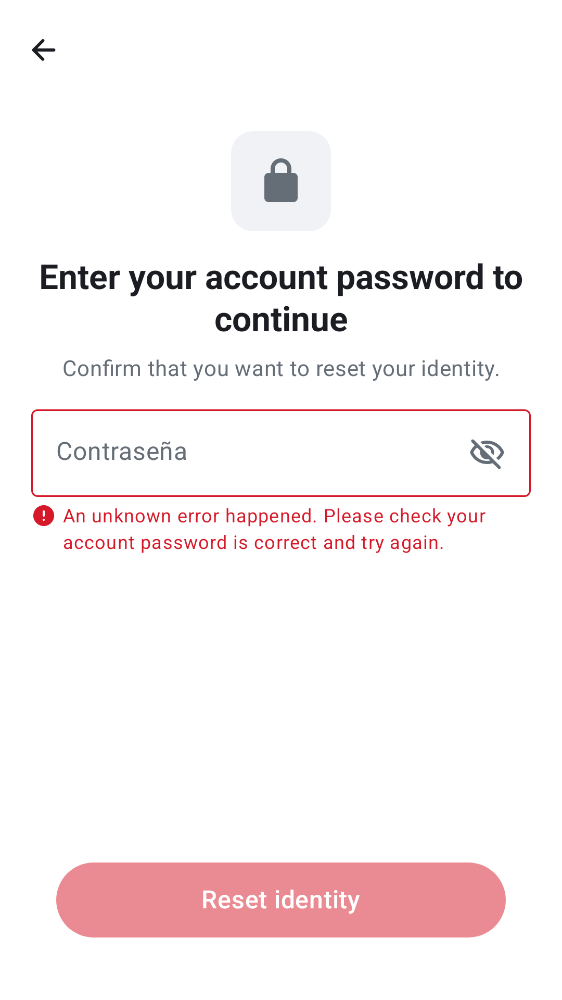 Enter your account password to
continue
Confirm that you want to reset your identity.
Contraseña
An unknown error happened. Please check your
account password is correct and try again.
Reset identity